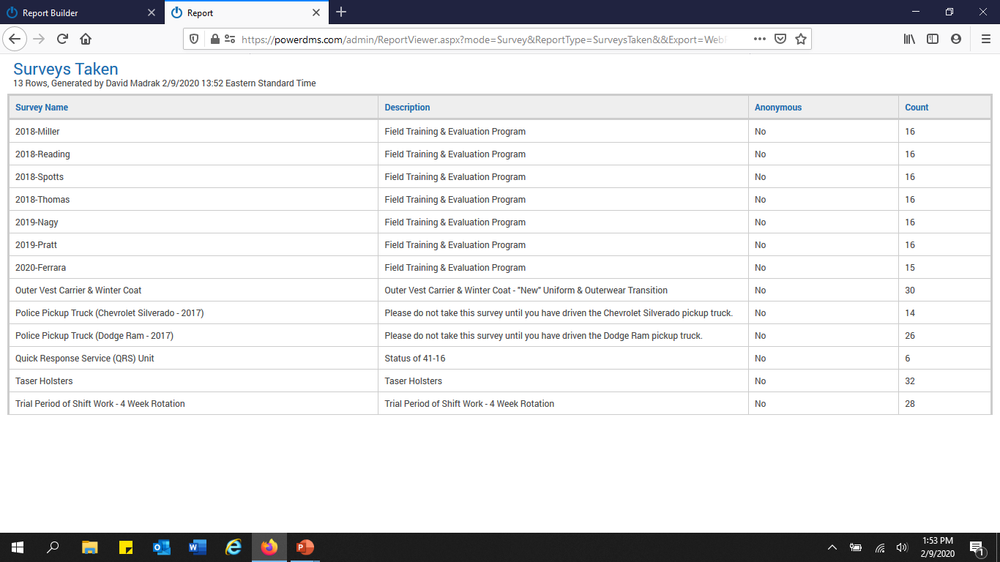 Report Builder
Report
https://powerdms.com/admin/ReportViewer.aspx?mode=Survey&ReportType=SurveysTaken&&Export=Web
Surveys Taken
13 Rows, Generated by David Madrak 2/9/2020 13:52 Eastern Standard Time
Survey Name Description Anonymous Count
2018-Miller Field Training & Evaluation Program No 16
2018-Reading Field Training & Evaluation Program No 16
2018-Spotts Field Training & Evaluation Program No 16
2018-Thomas Field Training & Evaluation Program No 16
2019-Nagy Field Training & Evaluation Program No 16
2019-Pratt Field Training & Evaluation Program No 16
2020-Ferrara Field Training & Evaluation Program No 15
Outer Vest Carrier & Winter Coat Outer Vest Carrier & Winter Coat - "New" Uniform & Outerwear Transition No 30
Police Pickup Truck (Chevrolet Silverado - 2017) Please do not take this survey until you have driven the Chevrolet Silverado pickup truck. No 14
Police Pickup Truck (Dodge Ram - 2017) Please do not take this survey until you have driven the Dodge Ram pickup truck. No 26
Quick Response Service (QRS) Unit Status of 41-16 No 6
Taser Holsters Taser Holsters No 32
Trial Period of Shift Work - 4 Week Rotation Trial Period of Shift Work - 4 Week Rotation No 28
1:53 PM
2/9/2020
1